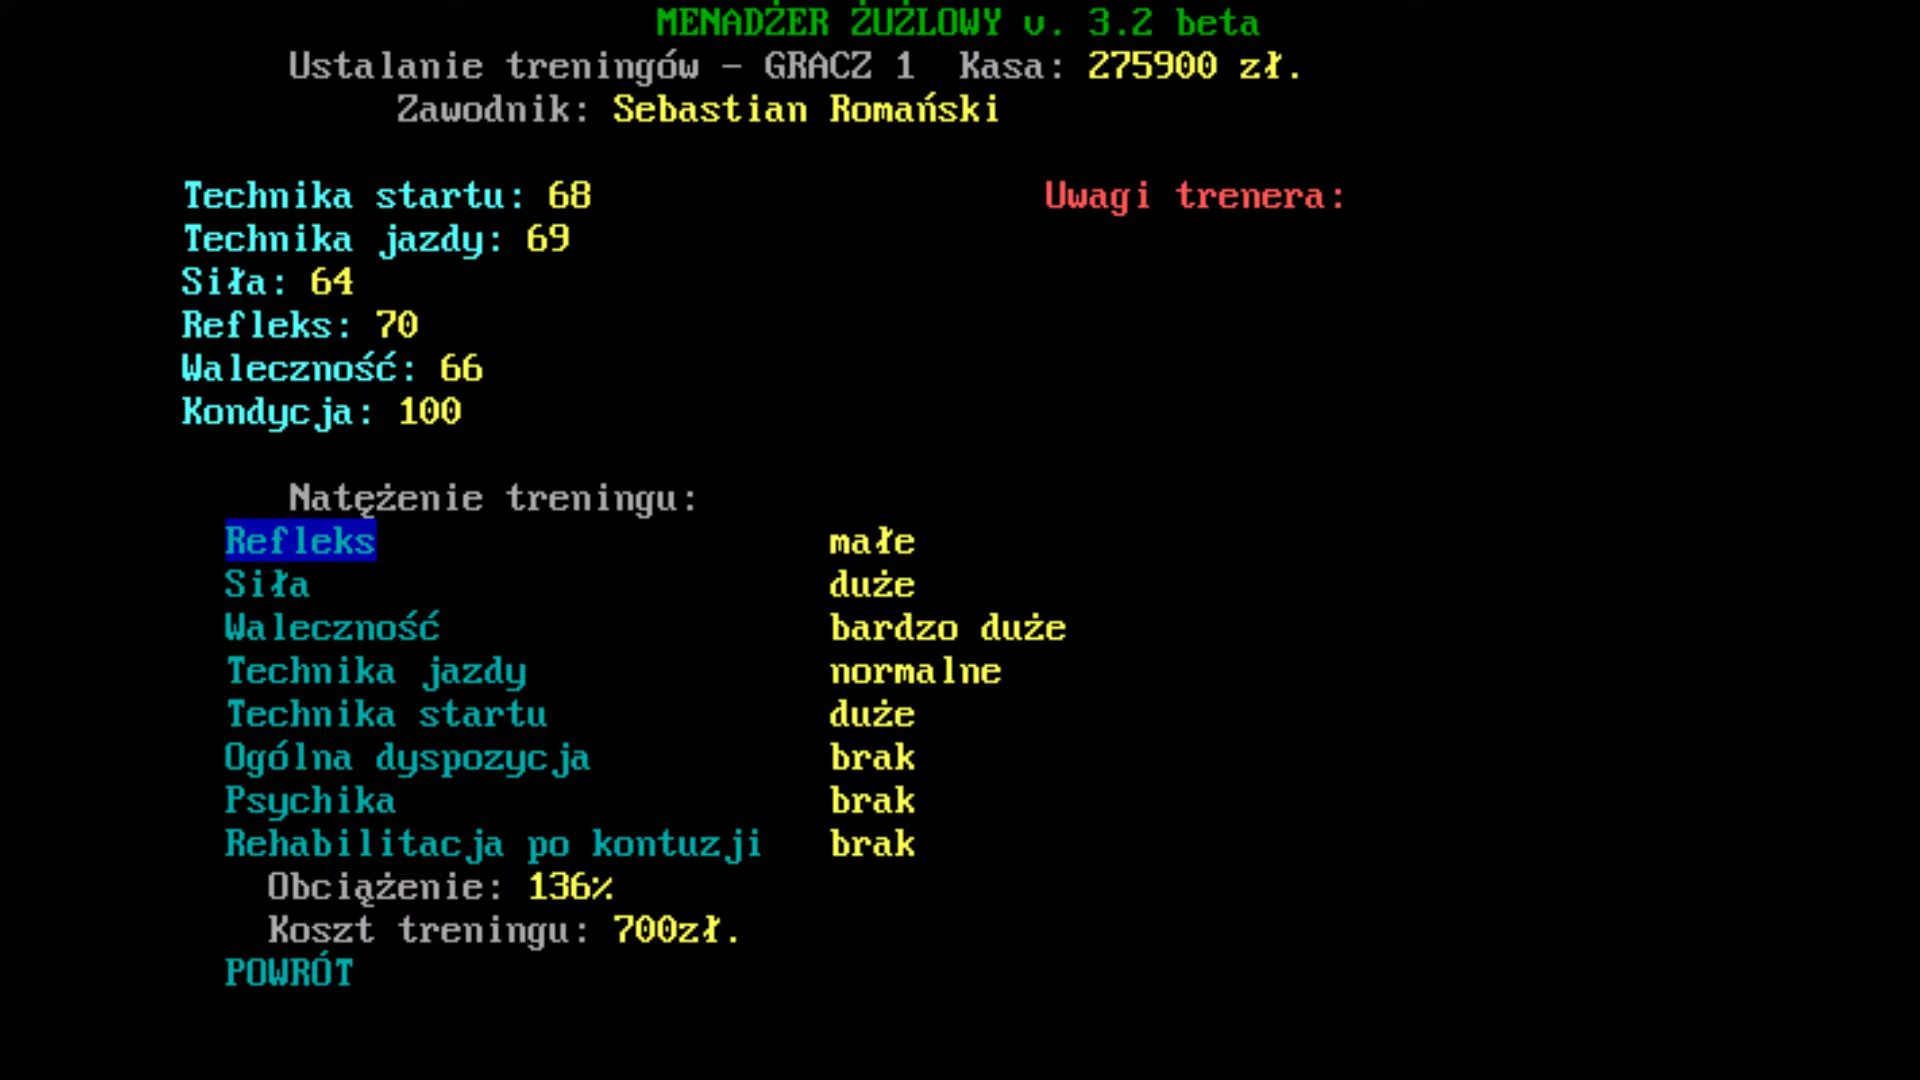 MENADŻER ŻUŻLOWY v. 3.2 beta
Ustalanie treningów - GRACZ 1 Kasa: 275900 zł.
Zawodnik: Sebastian Romański
Technika startu: 68
Uwagi trenera:
Technika jazdy: 69
Siła: 64
Refleks: 70
Waleczność: 66
Kondycja: 100
Natężenie treningu:
Refleks małe
Siła duże
Waleczność bardzo duże
Technika jazdy normalne
Technika startu duże
Ogólna dyspozycja brak
Psychika brak
Rehabilitacja po kontuzji brak
Obciążenie: 136%
Koszt treningu: 700zł.
POWRÓT